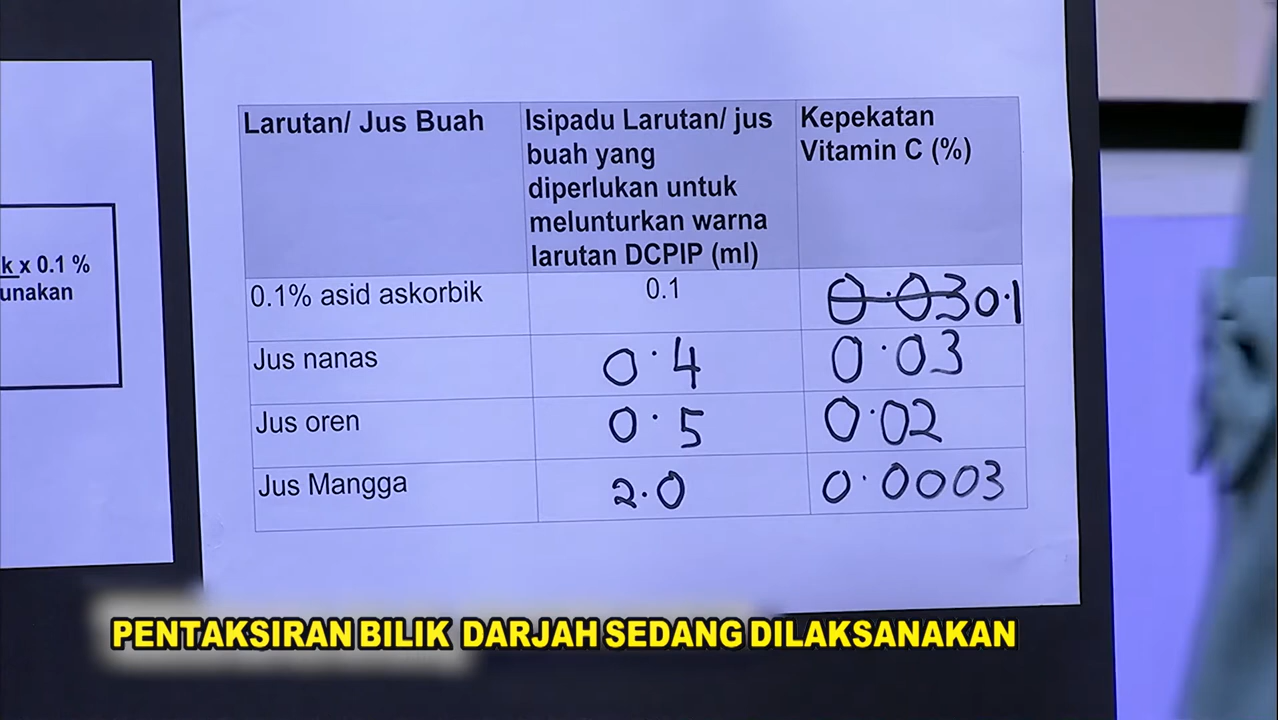 k x 0.1 %
unakan
Larutan/ Jus Buah
Isipadu Larutan/ jus
buah yang
diperlukan untuk
melunturkan warna
larutan DCPIP (ml)
Kepekatan
Vitamin C (%)
0.1% asid askorbik
0.1
0.03 0.1
Jus nanas
0.4
0.03
Jus oren
0.5
0.02
Jus Mangga
2.0
0.0003
PENTAKSIRAN BILIK DARJAH SEDANG DILAKSANAKAN